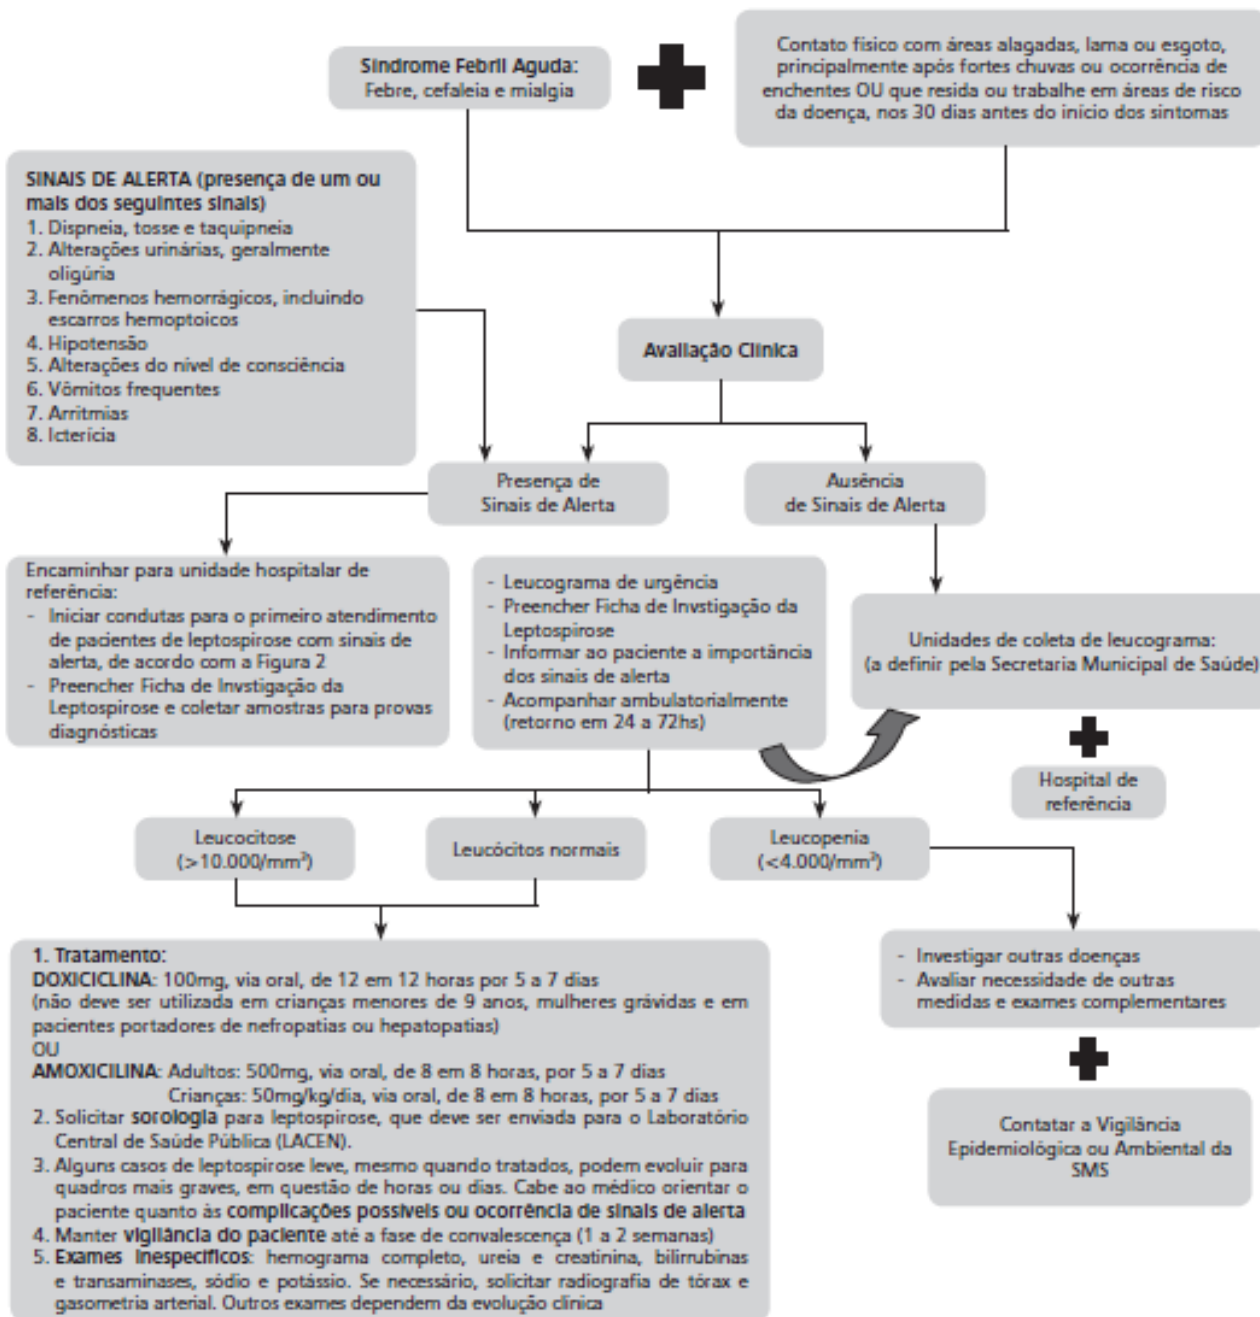 Síndrome Febril Aguda:
Febre, cefaleia e mialgia
Contato físico com áreas alagadas, lama ou esgoto,
principalmente após fortes chuvas ou ocorrência de
enchentes OU que resida ou trabalhe em áreas de risco
da doença, nos 30 dias antes do início dos sintomas
SINAIS DE ALERTA (presença de um ou
mais dos seguintes sinais)
1. Dispneia, tosse e taquipneia
2. Alterações urinárias, geralmente
oligúria
3. Fenômenos hemorrágicos, incluindo
escarros hemoptoicos
4. Hipotensão
5. Alterações do nível de consciência
6. Vômitos frequentes
7. Arritmias
8. Icterícia
Avaliação Clínica
Presença de
Sinais de Alerta
Ausência
de Sinais de Alerta
Encaminhar para unidade hospitalar de
referência:
- Iniciar condutas para o primeiro atendimento
de pacientes de leptospirose com sinais de
alerta, de acordo com a Figura 2
- Preencher Ficha de Invstigação da
Leptospirose e coletar amostras para provas
diagnósticas
- Leucograma de urgência
- Preencher Ficha de Invstigação da
Leptospirose
- Informar ao paciente a importância
dos sinais de alerta
- Acompanhar ambulatorialmente
(retorno em 24 a 72hs)
Unidades de coleta de leucograma:
(a definir pela Secretaria Municipal de Saúde)
Hospital de
referência
Leucocitose
(>10.000/mm³)
Leucócitos normais
Leucopenia
(<4.000/mm³)
1. Tratamento:
DOXICICLINA: 100mg, via oral, de 12 em 12 horas por 5 a 7 dias
(não deve ser utilizada em crianças menores de 9 anos, mulheres grávidas e em
pacientes portadores de nefropatias ou hepatopatias)
OU
AMOXICILINA: Adultos: 500mg, via oral, de 8 em 8 horas, por 5 a 7 dias
Crianças: 50mg/kg/dia, via oral, de 8 em 8 horas, por 5 a 7 dias
2. Solicitar sorologia para leptospirose, que deve ser enviada para o Laboratório
Central de Saúde Pública (LACEN).
3. Alguns casos de leptospirose leve, mesmo quando tratados, podem evoluir para
quadros mais graves, em questão de horas ou dias. Cabe ao médico orientar o
paciente quanto às complicações possíveis ou ocorrência de sinais de alerta
4. Manter vigilância do paciente até a fase de convalescença (1 a 2 semanas)
5. Exames inespecíficos: hemograma completo, ureia e creatinina, bilirrubinas
e transaminases, sódio e potássio. Se necessário, solicitar radiografia de tórax e
gasometria arterial. Outros exames dependem da evolução clínica
- Investigar outras doenças
- Avaliar necessidade de outras
medidas e exames complementares
Contatar a Vigilância
Epidemiológica ou Ambiental da
SMS